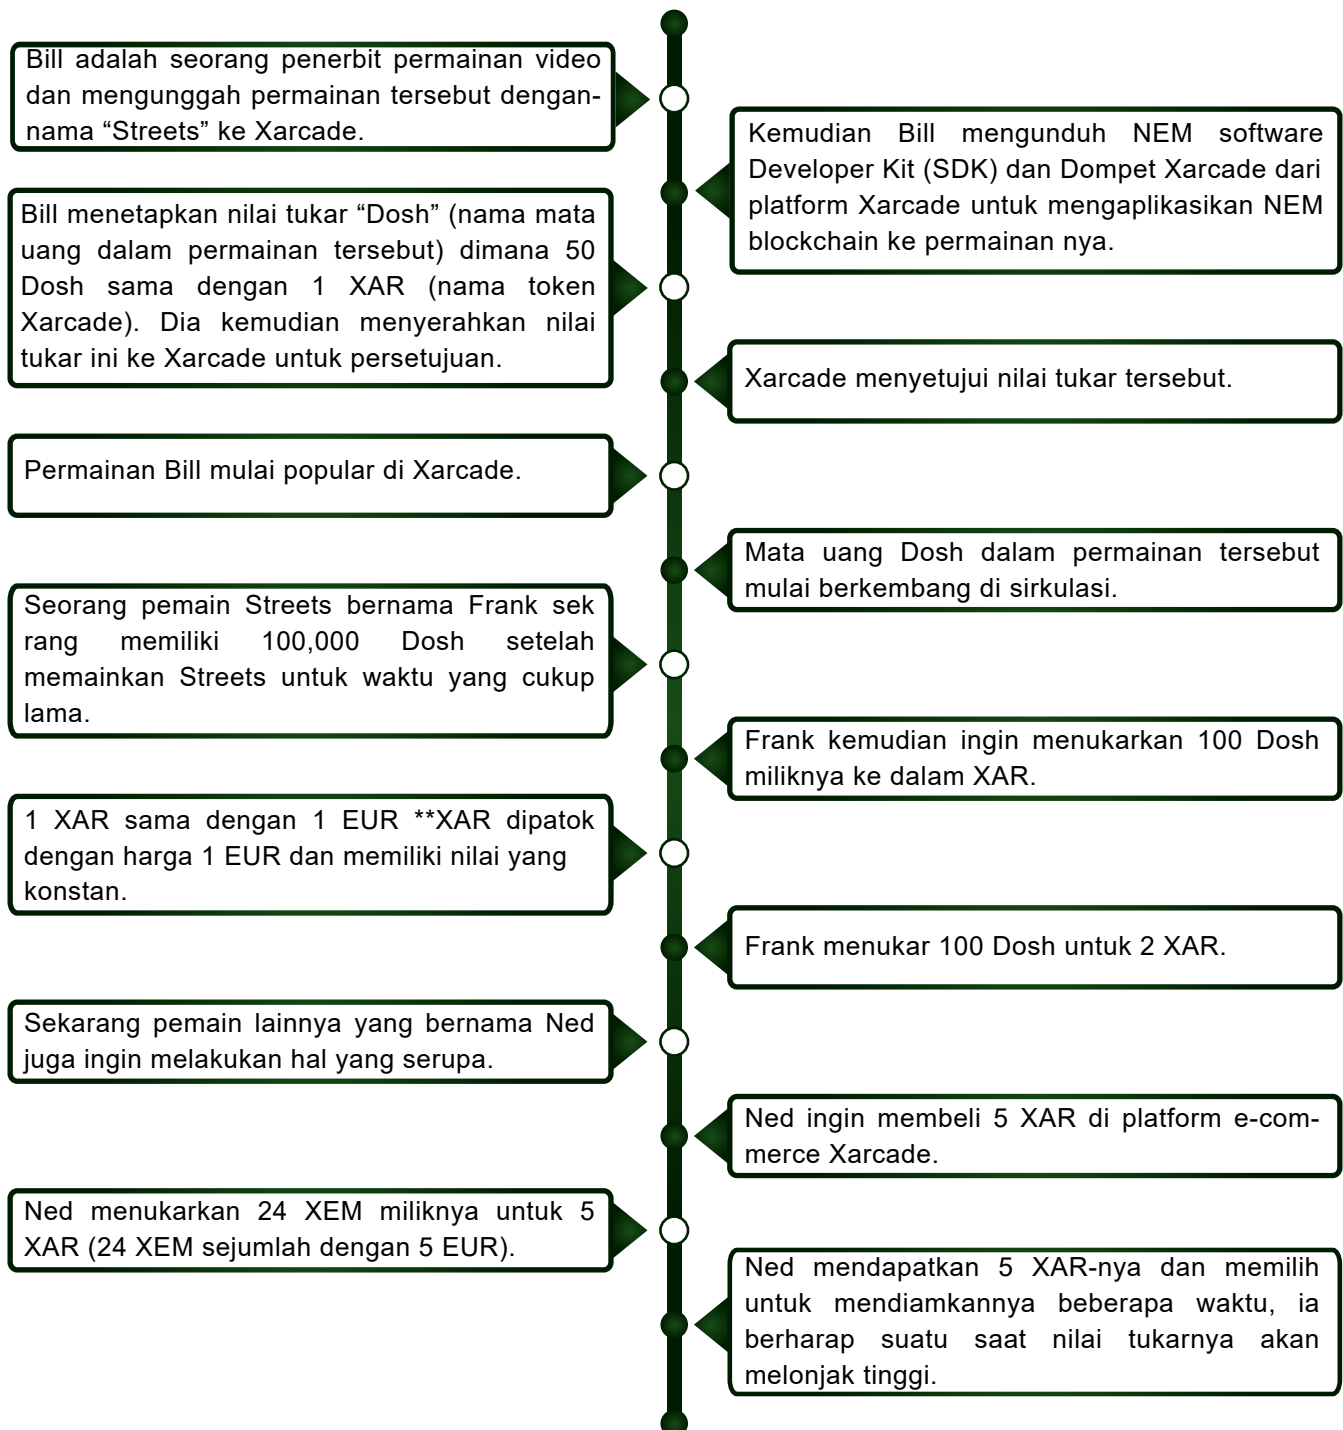 Bill adalah seorang penerbit permainan video
dan mengunggah permainan tersebut dengan-
nama “Streets” ke Xarcade.
Kemudian Bill mengunduh NEM software
Developer Kit (SDK) dan Dompet Xarcade dari
platform Xarcade untuk mengaplikasikan NEM
blockchain ke permainan nya.
Bill menetapkan nilai tukar “Dosh” (nama mata
uang dalam permainan tersebut) dimana 50
Dosh sama dengan 1 XAR (nama token
Xarcade). Dia kemudian menyerahkan nilai
tukar ini ke Xarcade untuk persetujuan.
Xarcade menyetujui nilai tukar tersebut.
Permainan Bill mulai popular di Xarcade.
Mata uang Dosh dalam permainan tersebut
mulai berkembang di sirkulasi.
Seorang pemain Streets bernama Frank sek
rang memiliki 100,000 Dosh setelah
memainkan Streets untuk waktu yang cukup
lama.
Frank kemudian ingin menukarkan 100 Dosh
miliknya ke dalam XAR.
1 XAR sama dengan 1 EUR **XAR dipatok
dengan harga 1 EUR dan memiliki nilai yang
konstan.
Frank menukar 100 Dosh untuk 2 XAR.
Sekarang pemain lainnya yang bernama Ned
juga ingin melakukan hal yang serupa.
Ned ingin membeli 5 XAR di platform e-com-
merce Xarcade.
Ned menukarkan 24 XEM miliknya untuk 5
XAR (24 XEM sejumlah dengan 5 EUR).
Ned mendapatkan 5 XAR-nya dan memilih
untuk mendiamkannya beberapa waktu, ia
berharap suatu saat nilai tukarnya akan
melonjak tinggi.